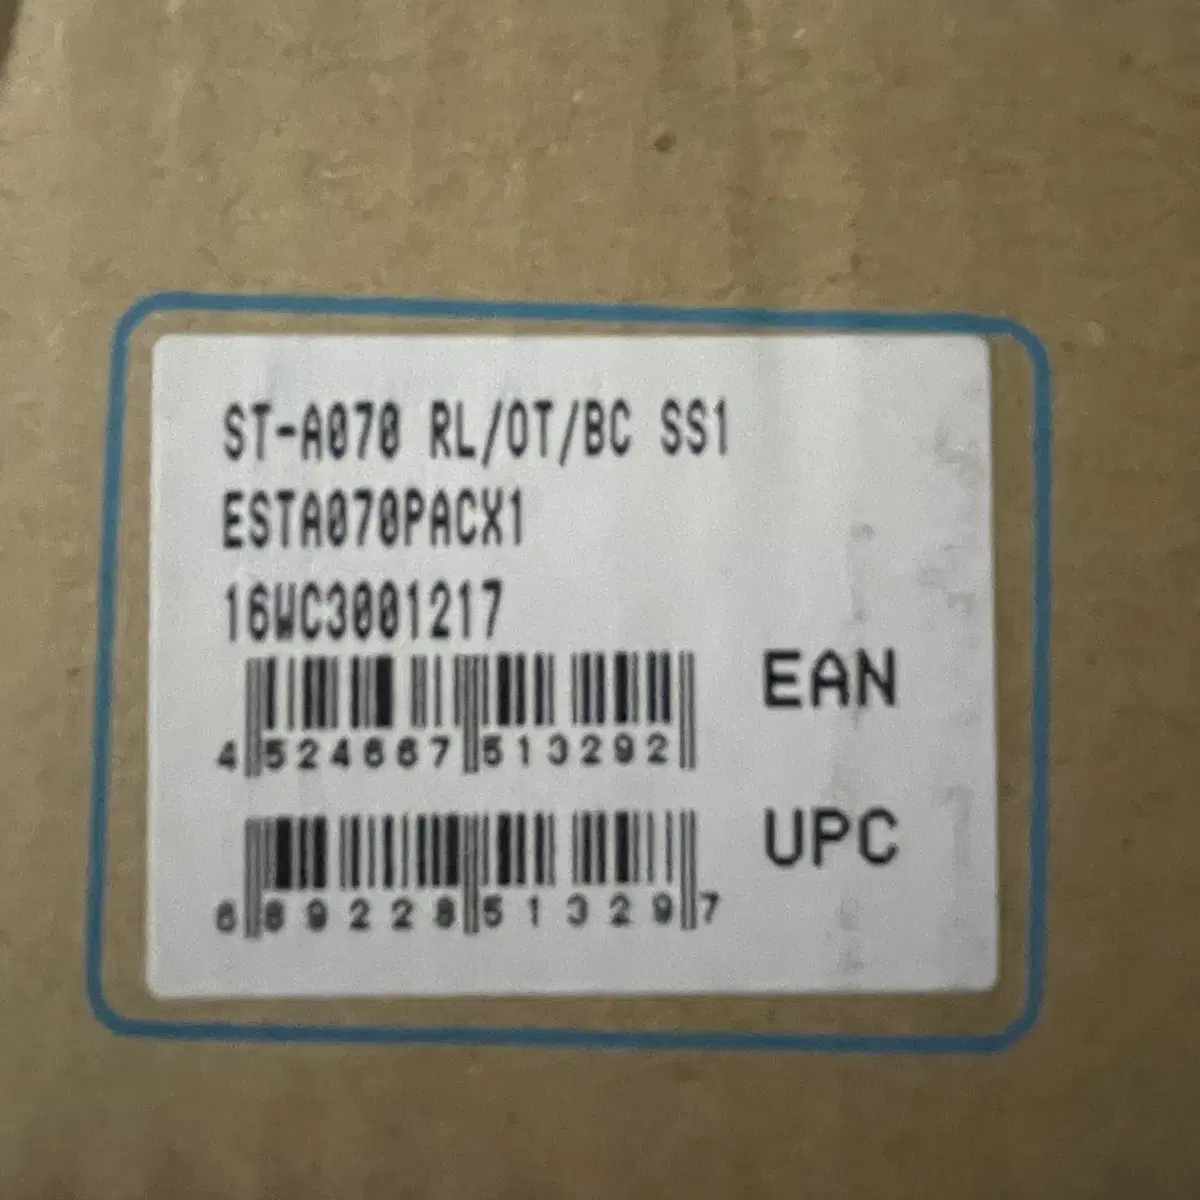 ST-A070 RL/OT/BC SS1
ESTA070PACX1
16WC3001217
EAN
4 524667 513292
UPC
6 89228 51329 7